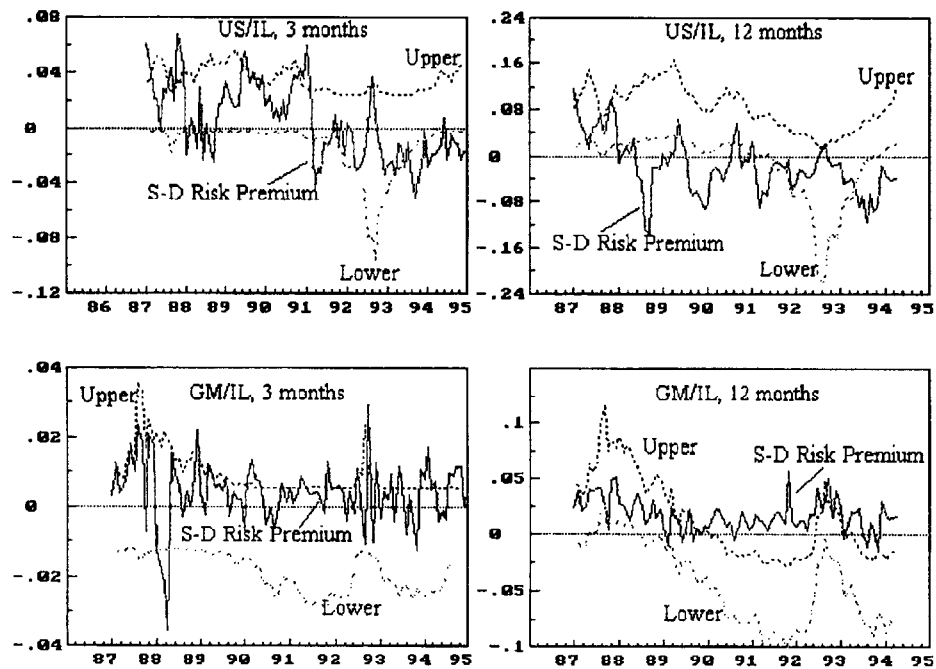 US/IL, 3 months
.08
.04
0
-.04
-.08
-.12
Upper
S-D Risk Premium
Lower
86 87 88 89 90 91 92 93 94 95
US/IL, 12 months
.24
.16
.08
0
-.08
-.16
-.24
Upper
S-D Risk Premium
Lower
87 88 89 90 91 92 93 94 95
GM/IL, 3 months
.04
.02
0
-.02
-.04
Upper
S-D Risk Premium
Lower
87 88 89 90 91 92 93 94 95
GM/IL, 12 months
.1
.05
0
-.05
-.1
Upper
S-D Risk Premium
Lower
87 88 89 90 91 92 93 94 95